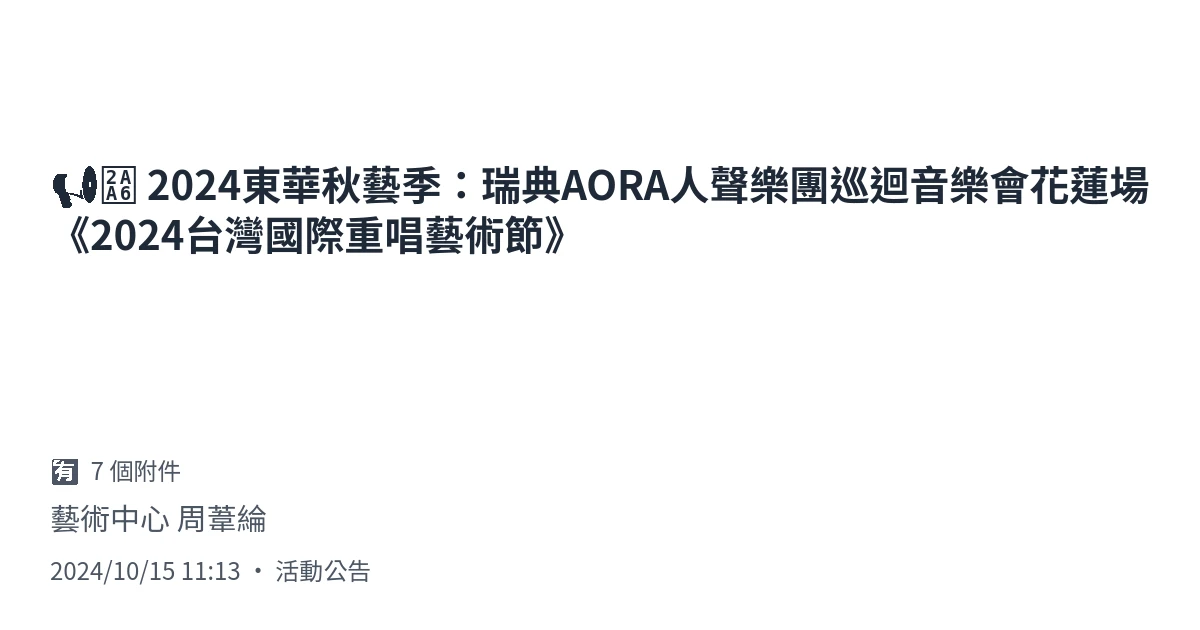 📢 2024東華秋藝季：瑞典AORA人聲樂團巡迴音樂會花蓮場
《2024台灣國際重唱藝術節》
🈶 7 個附件
藝術中心 周葦綸
2024/10/15 11:13 ・ 活動公告